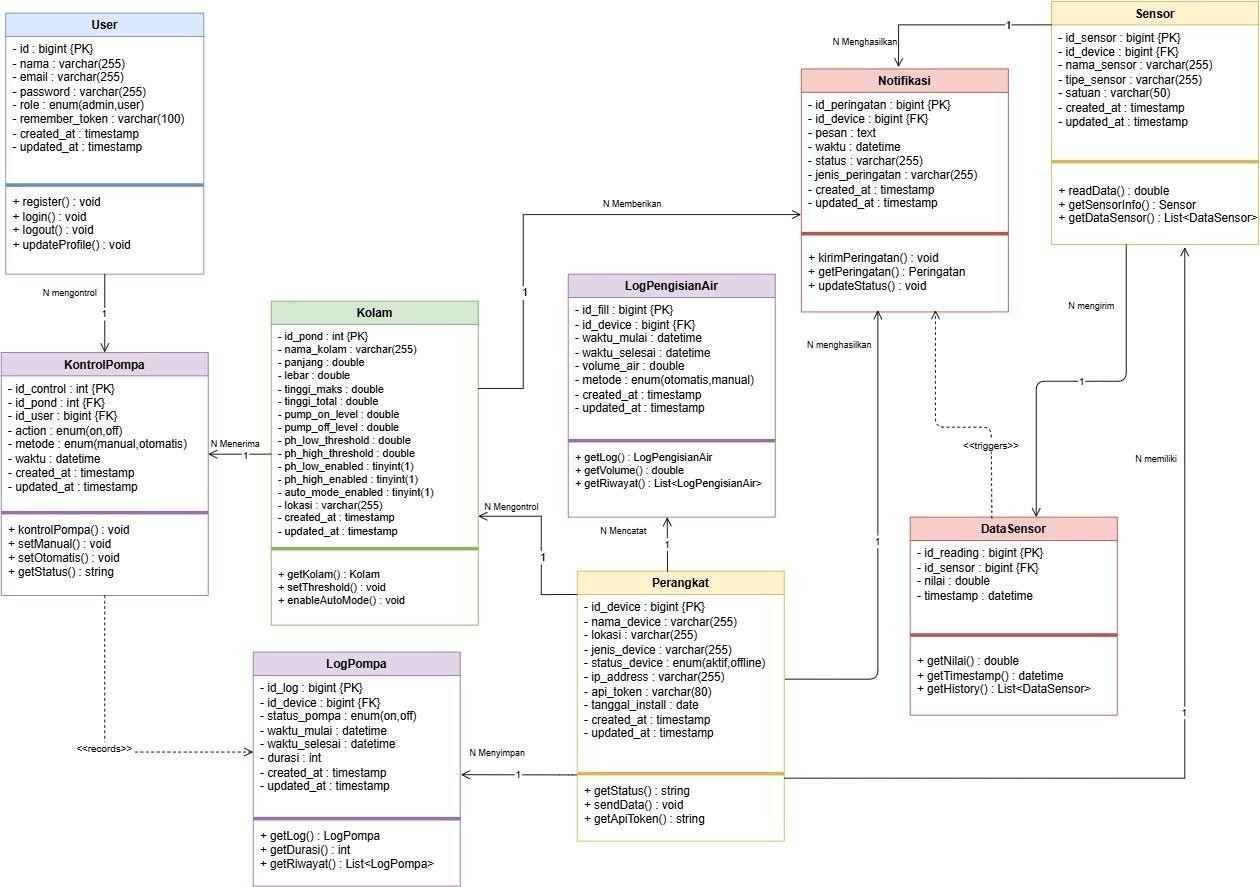 User
- id : bigint {PK}
- nama : varchar(255)
- email : varchar(255)
- password : varchar(255)
- role : enum(admin,user)
- remember_token : varchar(100)
- created_at : timestamp
- updated_at : timestamp
+ register() : void
+ login() : void
+ logout() : void
+ updateProfile() : void
N mengontrol
1
KontrolPompa
- id_control : int {PK}
- id_pond : int {FK}
- id_user : bigint {FK}
- action : enum(on,off)
- metode : enum(manual,otomatis)
- waktu : datetime
- created_at : timestamp
- updated_at : timestamp
+ kontrolPompa() : void
+ setManual() : void
+ setOtomatis() : void
+ getStatus() : string
N Menerima
1
<<records>>
Kolam
- id_pond : int {PK}
- nama_kolam : varchar(255)
- panjang : double
- lebar : double
- tinggi_maks : double
- tinggi_total : double
- pump_on_level : double
- pump_off_level : double
- ph_low_threshold : double
- ph_high_threshold : double
- ph_low_enabled : tinyint(1)
- ph_high_enabled : tinyint(1)
- auto_mode_enabled : tinyint(1)
- lokasi : varchar(255)
- created_at : timestamp
- updated_at : timestamp
+ getKolam() : Kolam
+ setThreshold() : void
+ enableAutoMode() : void
N Memberikan
1
N Mengontrol
1
LogPompa
- id_log : bigint {PK}
- id_device : bigint {FK}
- status_pompa : enum(on,off)
- waktu_mulai : datetime
- waktu_selesai : datetime
- durasi : int
- created_at : timestamp
- updated_at : timestamp
+ getLog() : LogPompa
+ getDurasi() : int
+ getRiwayat() : List<LogPompa>
N Menyimpan
1
LogPengisianAir
- id_fill : bigint {PK}
- id_device : bigint {FK}
- waktu_mulai : datetime
- waktu_selesai : datetime
- volume_air : double
- metode : enum(otomatis,manual)
- created_at : timestamp
- updated_at : timestamp
+ getLog() : LogPengisianAir
+ getVolume() : double
+ getRiwayat() : List<LogPengisianAir>
N Mencatat
1
Perangkat
- id_device : bigint {PK}
- nama_device : varchar(255)
- lokasi : varchar(255)
- jenis_device : varchar(255)
- status_device : enum(aktif,offline)
- ip_address : varchar(255)
- api_token : varchar(80)
- tanggal_install : date
- created_at : timestamp
- updated_at : timestamp
+ getStatus() : string
+ sendData() : void
+ getApiToken() : string
N Menghasilkan
1
Notifikasi
- id_peringatan : bigint {PK}
- id_device : bigint {FK}
- pesan : text
- waktu : datetime
- status : varchar(255)
- jenis_peringatan : varchar(255)
- created_at : timestamp
- updated_at : timestamp
+ kirimPeringatan() : void
+ getPeringatan() : Peringatan
+ updateStatus() : void
N menghasilkan
1
<<triggers>>
Sensor
- id_sensor : bigint {PK}
- id_device : bigint {FK}
- nama_sensor : varchar(255)
- tipe_sensor : varchar(255)
- satuan : varchar(50)
- created_at : timestamp
- updated_at : timestamp
+ readData() : double
+ getSensorInfo() : Sensor
+ getDataSensor() : List<DataSensor>
N mengirim
1
N memiliki
1
DataSensor
- id_reading : bigint {PK}
- id_sensor : bigint {FK}
- nilai : double
- timestamp : datetime
+ getNilai() : double
+ getTimestamp() : datetime
+ getHistory() : List<DataSensor>